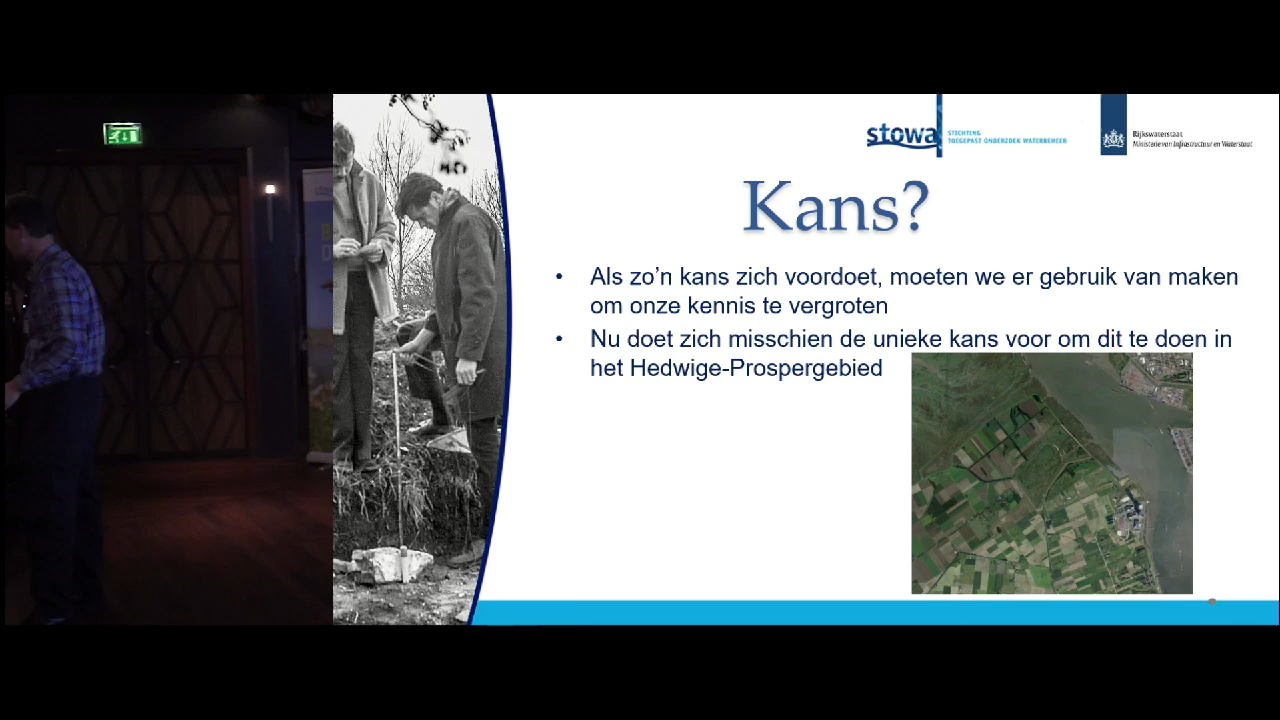 stowa
STICHTING
TOEGEPAST ONDERZOEK WATERBEHEER
Rijkswaterstaat
Ministerie van Infrastructuur en Waterstaat
Kans?
• Als zo’n kans zich voordoet, moeten we er gebruik van maken
om onze kennis te vergroten
• Nu doet zich misschien de unieke kans voor om dit te doen in
het Hedwige-Prospergebied